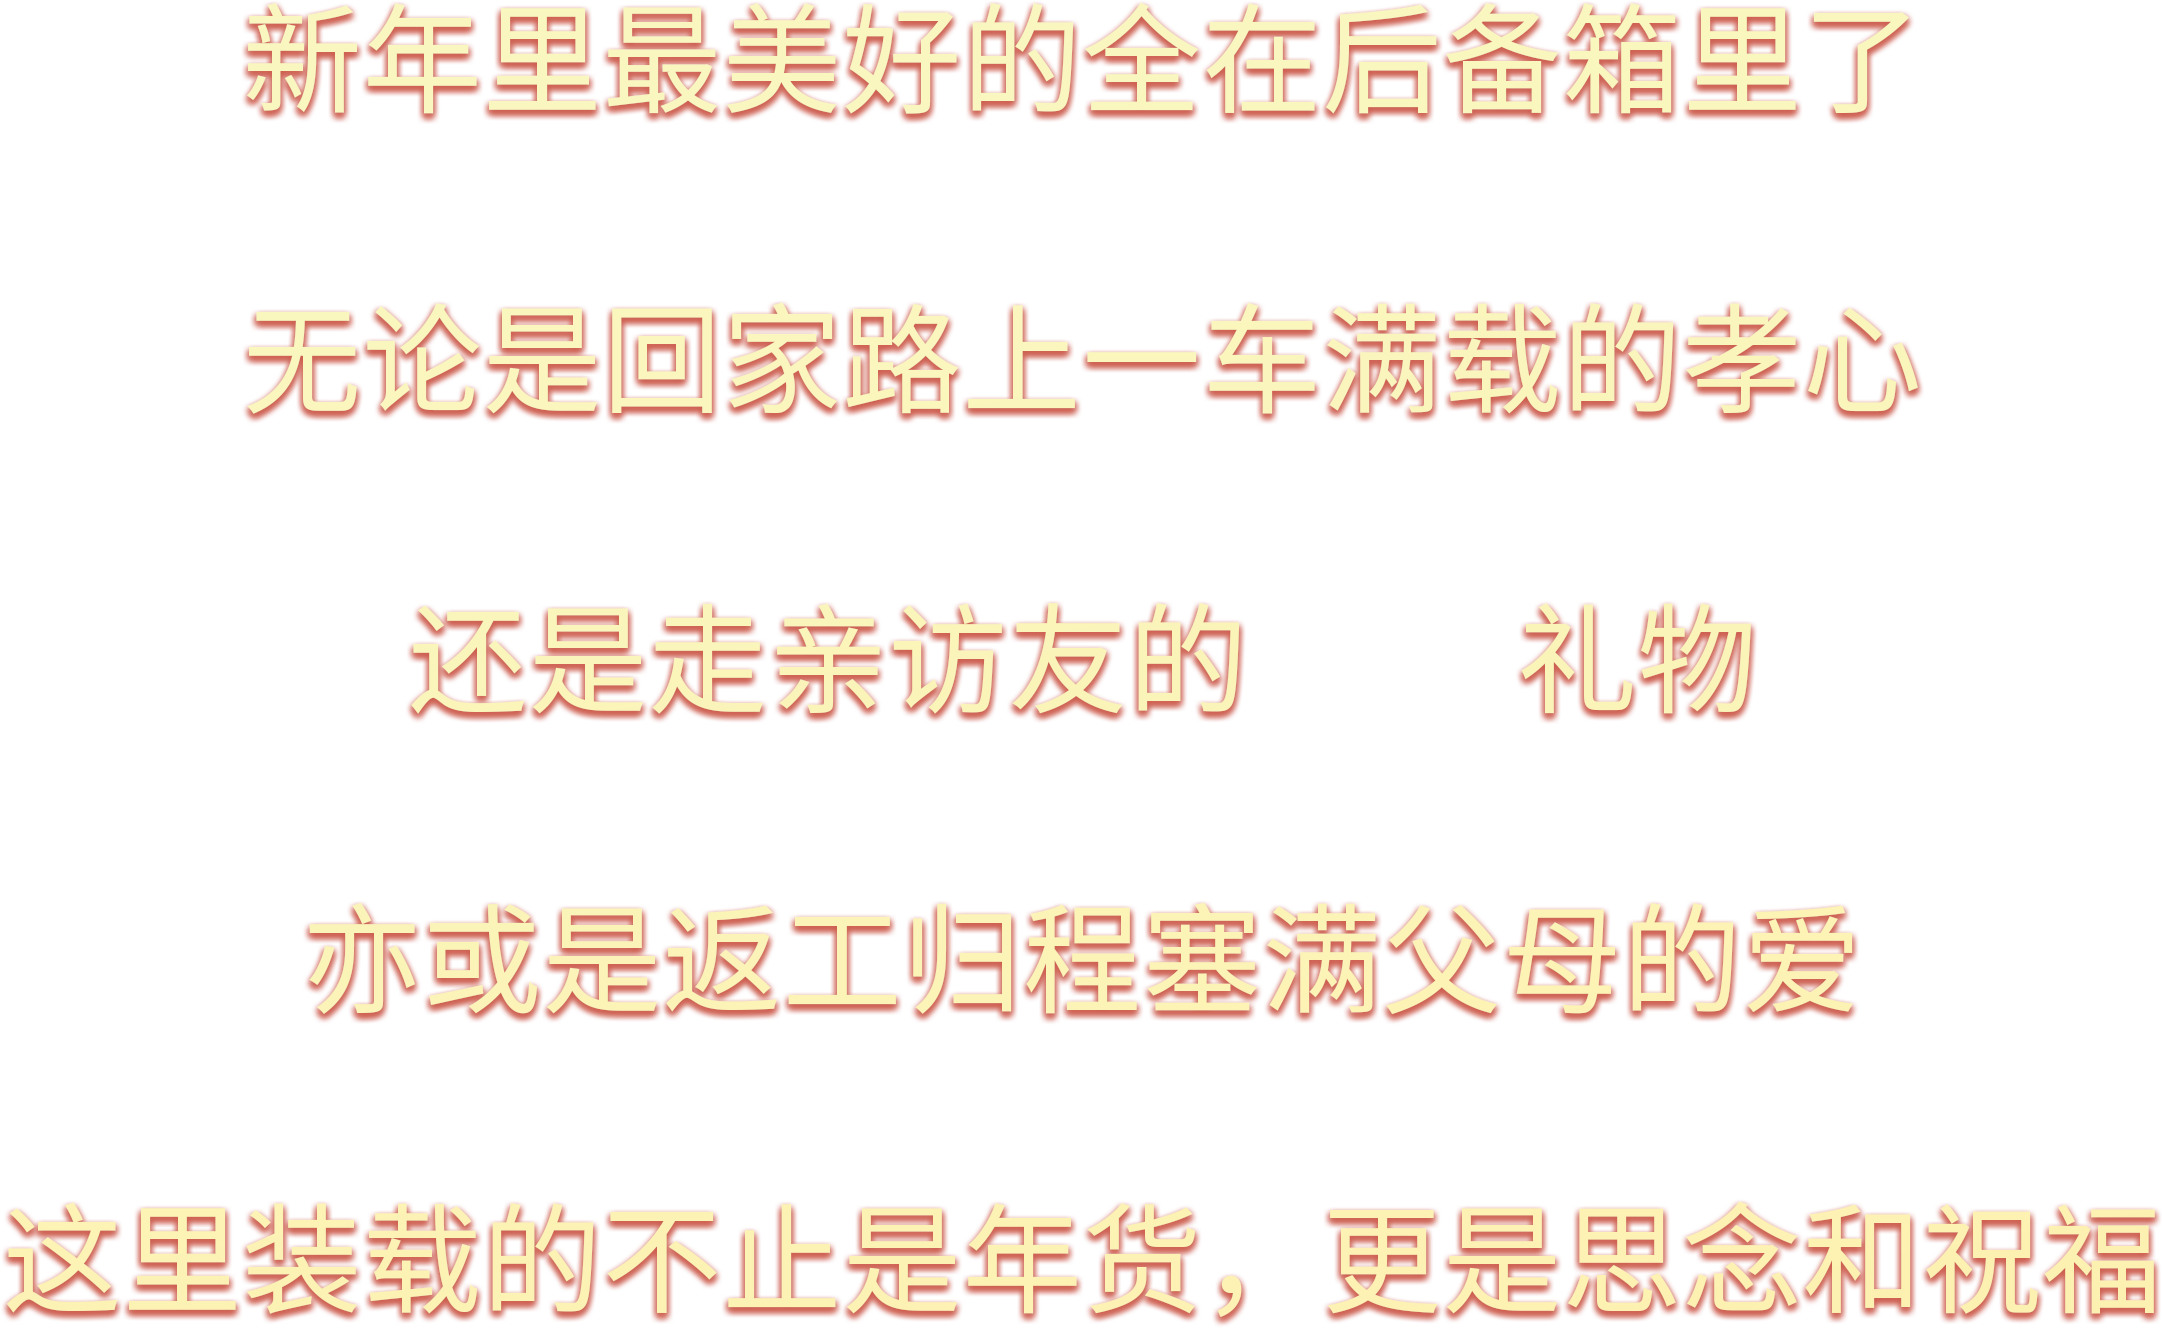 新年里最美好的全在后备箱里了
无论是回家路上一车满载的孝心
还是走亲访友的 礼物
亦或是返工归程塞满父母的爱
这里装载的不止是年货，更是思念和祝福